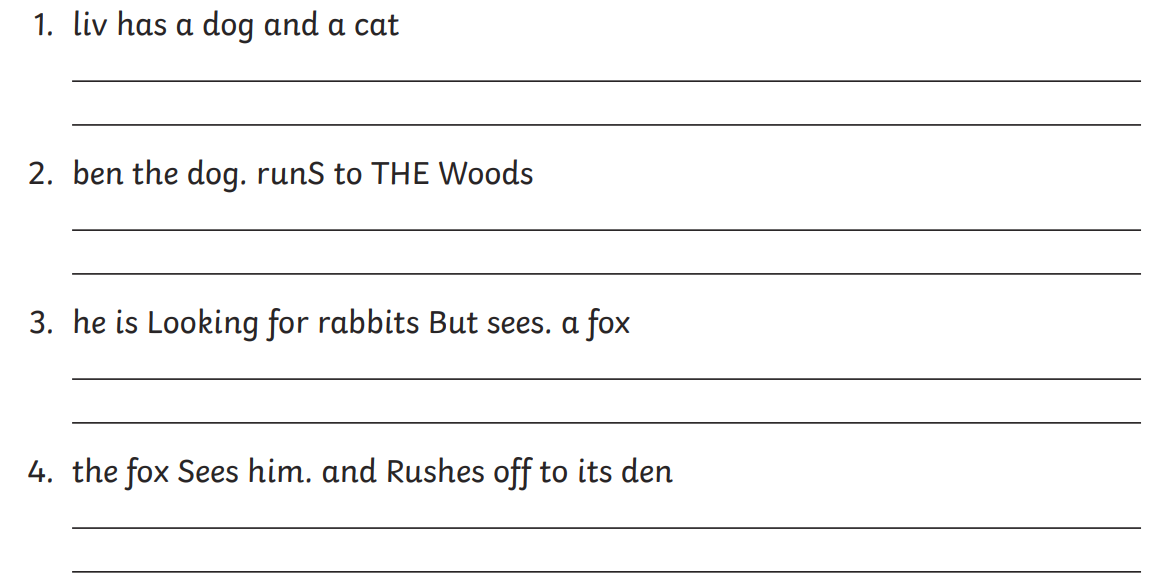 1. liv has a dog and a cat
2. ben the dog. runS to THE Woods
3. he is Looking for rabbits But sees. a fox
4. the fox Sees him. and Rushes off to its den